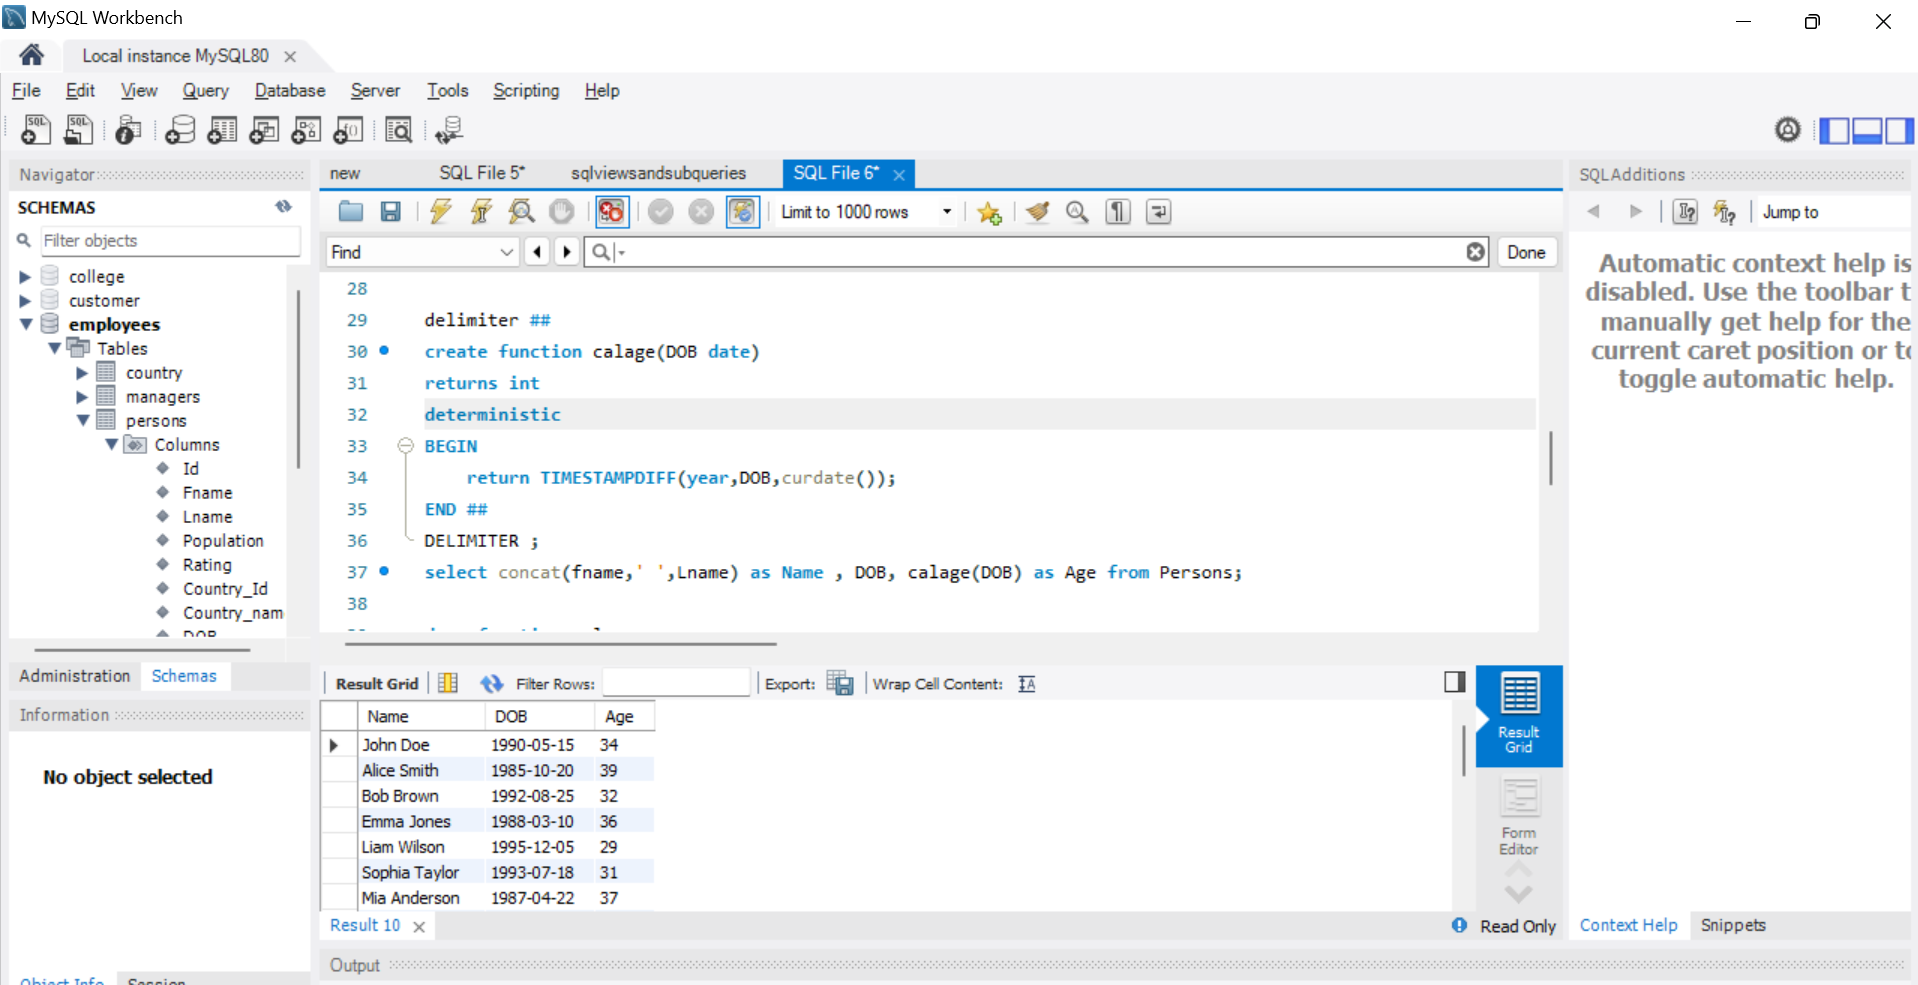 MySQL Workbench
Local instance MySQL80
File Edit View Query Database Server Tools Scripting Help
Navigator
SCHEMAS
Filter objects
college
customer
employees
Tables
country
managers
persons
Columns
Id
Fname
Lname
Population
Rating
Country_Id
Country_nam
DOB
Administration Schemas
Information
No object selected
Object Info Session
new SQL File 5* sqlviewsandsubqueries SQL File 6*
Limit to 1000 rows
Find
Done
28
29 delimiter ##
30 create function calage(DOB date)
31 returns int
32 deterministic
33 BEGIN
34 return TIMESTAMPDIFF(year,DOB,curdate());
35 END ##
36 DELIMITER ;
37 select concat(fname,' ',Lname) as Name , DOB, calage(DOB) as Age from Persons;
38
Result Grid Filter Rows: Export: Wrap Cell Content:
Name DOB Age
John Doe 1990-05-15 34
Alice Smith 1985-10-20 39
Bob Brown 1992-08-25 32
Emma Jones 1988-03-10 36
Liam Wilson 1995-12-05 29
Sophia Taylor 1993-07-18 31
Mia Anderson 1987-04-22 37
Result
Grid
Form
Editor
Result 10
Read Only
Output
SQLAdditions
Jump to
Automatic context help is
disabled. Use the toolbar t
manually get help for the
current caret position or to
toggle automatic help.
Context Help Snippets